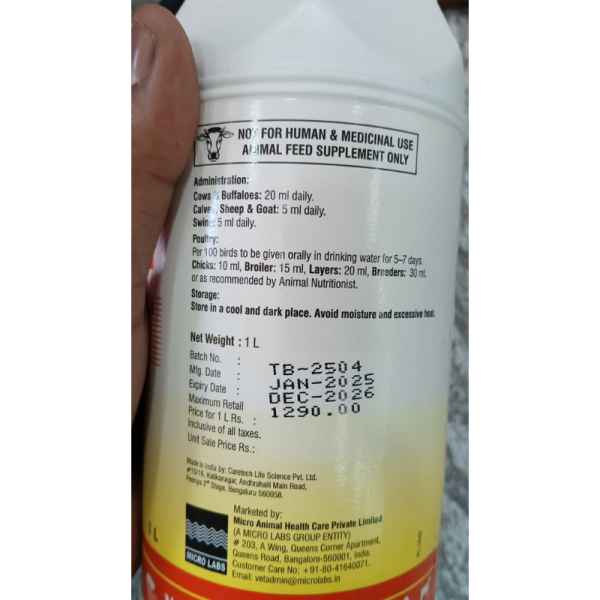 NOT FOR HUMAN & MEDICINAL USE
ANIMAL FEED SUPPLEMENT ONLY
Administration:
Cows & Buffaloes: 20 ml daily.
Calves, Sheep & Goat: 5 ml daily.
Swine: 5 ml daily.
Poultry:
Per 100 birds to be given orally in drinking water for 5-7 days.
Chicks: 10 ml, Broiler: 15 ml, Layers: 20 ml, Breeders: 30 ml.
or as recommended by Animal Nutritionist.
Storage:
Store in a cool and dark place. Avoid moisture and excessive heat.
Net Weight : 1 L
Batch No. : TB-2504
Mfg. Date : JAN-2025
Expiry Date : DEC-2026
Maximum Retail
Price for 1 L Rs. : 1290.00
Inclusive of all taxes.
Unit Sale Price Rs.:
Made in India by: Caretech Life Science Pvt. Ltd.
#15/16, Kalikanagar, Andhrahalli Main Road,
Peenya 2nd Stage, Bengaluru 560058.
Marketed by:
Micro Animal Health Care Private Limited
(A MICRO LABS GROUP ENTITY)
# 203, A Wing, Queens Corner Apartment,
Queens Road, Bangalore-560001, India.
Customer Care No: +91-80-41640071.
Email: vetadmin@microlabs.in
MICRO LABS
1 L